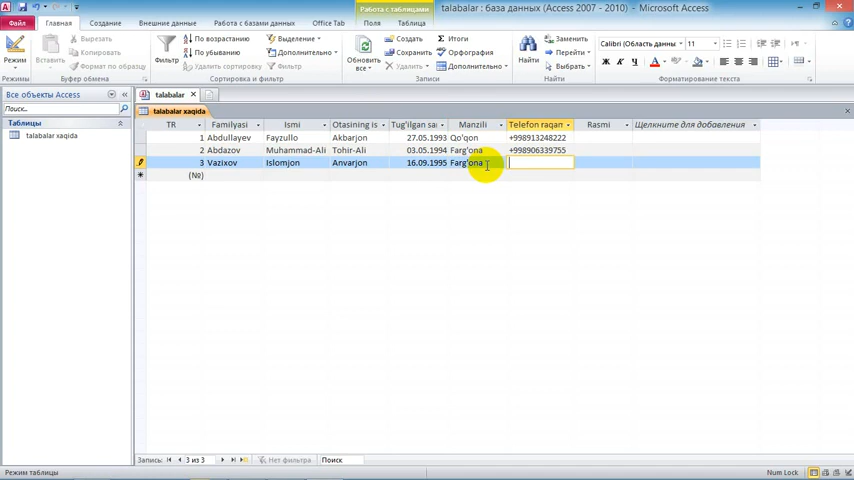 Работа с таблицами
talabalar : база данных (Access 2007 - 2010) - Microsoft Access
Файл Главная Создание Внешние данные Работа с базами данных Office Tab Поля Таблица
Режим
Режимы
Вставить
Вырезать
Копировать
Формат по образцу
Буфер обмена
Фильтр
По возрастанию
По убыванию
Удалить сортировку
Выделение
Дополнительно
Фильтр
Сортировка и фильтр
Обновить все
Создать
Сохранить
Удалить
Итоги
Орфография
Дополнительно
Записи
Найти
Заменить
Перейти
Выбрать
Найти
Calibri (Область данны 11
Ж К Ч
Форматирование текста
Все объекты Access
Поиск...
Таблицы
talabalar xaqida
talabalar
talabalar xaqida
TR Familyasi Ismi Otasining is Tug'ilgan sa Manzili Telefon raqam Rasmi Щелкните для добавления
1 Abdullayev Fayzullo Akbarjon 27.05.1993 Qo'qon +998913248222
2 Abdazov Muhammad-Ali Tohir-Ali 03.05.1994 Farg'ona +998906339755
3 Vazixov Islomjon Anvarjon 16.09.1995 Farg'ona
(№)
Запись: 3 из 3 Нет фильтра Поиск
Режим таблицы
Num Lock